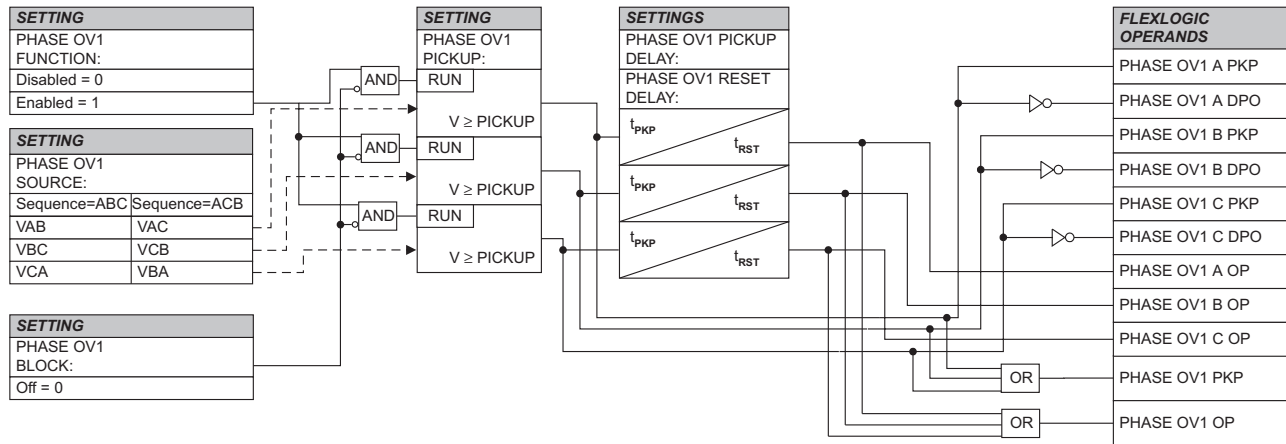 SETTING
PHASE OV1
FUNCTION:
Disabled = 0
Enabled = 1
SETTING
PHASE OV1
SOURCE:
Sequence=ABC Sequence=ACB
VAB VAC
VBC VCB
VCA VBA
SETTING
PHASE OV1
BLOCK:
Off = 0
AND
AND
AND
SETTING
PHASE OV1
PICKUP:
RUN
V ≥ PICKUP
RUN
V ≥ PICKUP
RUN
V ≥ PICKUP
SETTINGS
PHASE OV1 PICKUP
DELAY:
PHASE OV1 RESET
DELAY:
tPKP
tRST
tPKP
tRST
tPKP
tRST
OR
OR
FLEXLOGIC
OPERANDS
PHASE OV1 A PKP
PHASE OV1 A DPO
PHASE OV1 B PKP
PHASE OV1 B DPO
PHASE OV1 C PKP
PHASE OV1 C DPO
PHASE OV1 A OP
PHASE OV1 B OP
PHASE OV1 C OP
PHASE OV1 PKP
PHASE OV1 OP